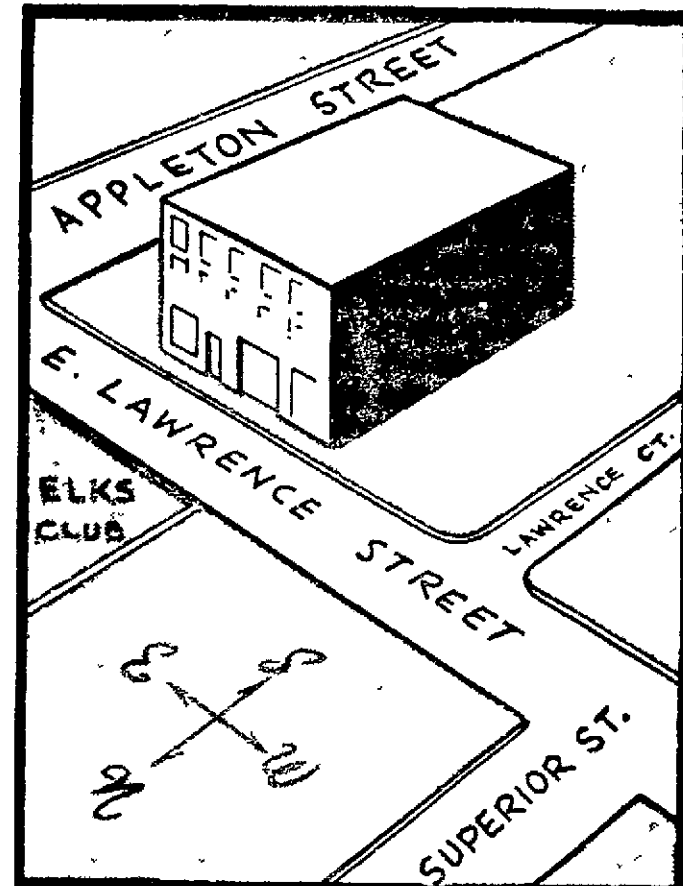 APPLETON STREET
E. LAWRENCE STREET
LAWRENCE CT.
ELKS
CLUB
E S
N W
SUPERIOR ST.